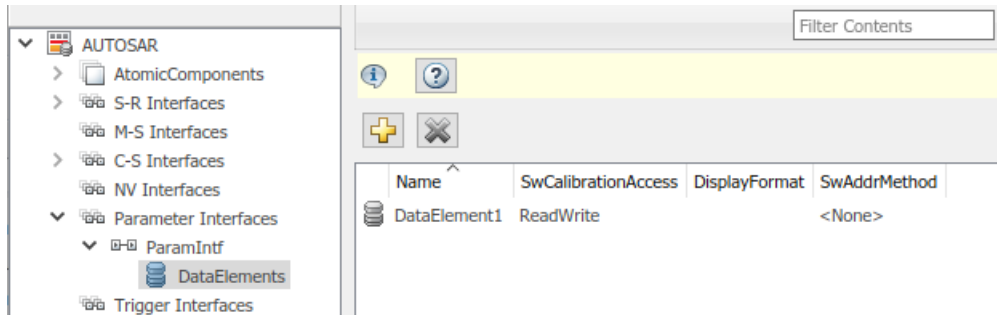 Filter Contents
AUTOSAR
AtomicComponents
S-R Interfaces
M-S Interfaces
C-S Interfaces
NV Interfaces
Parameter Interfaces
ParamIntf
DataElements
Trigger Interfaces
Name SwCalibrationAccess DisplayFormat SwAddrMethod
DataElement1 ReadWrite <None>